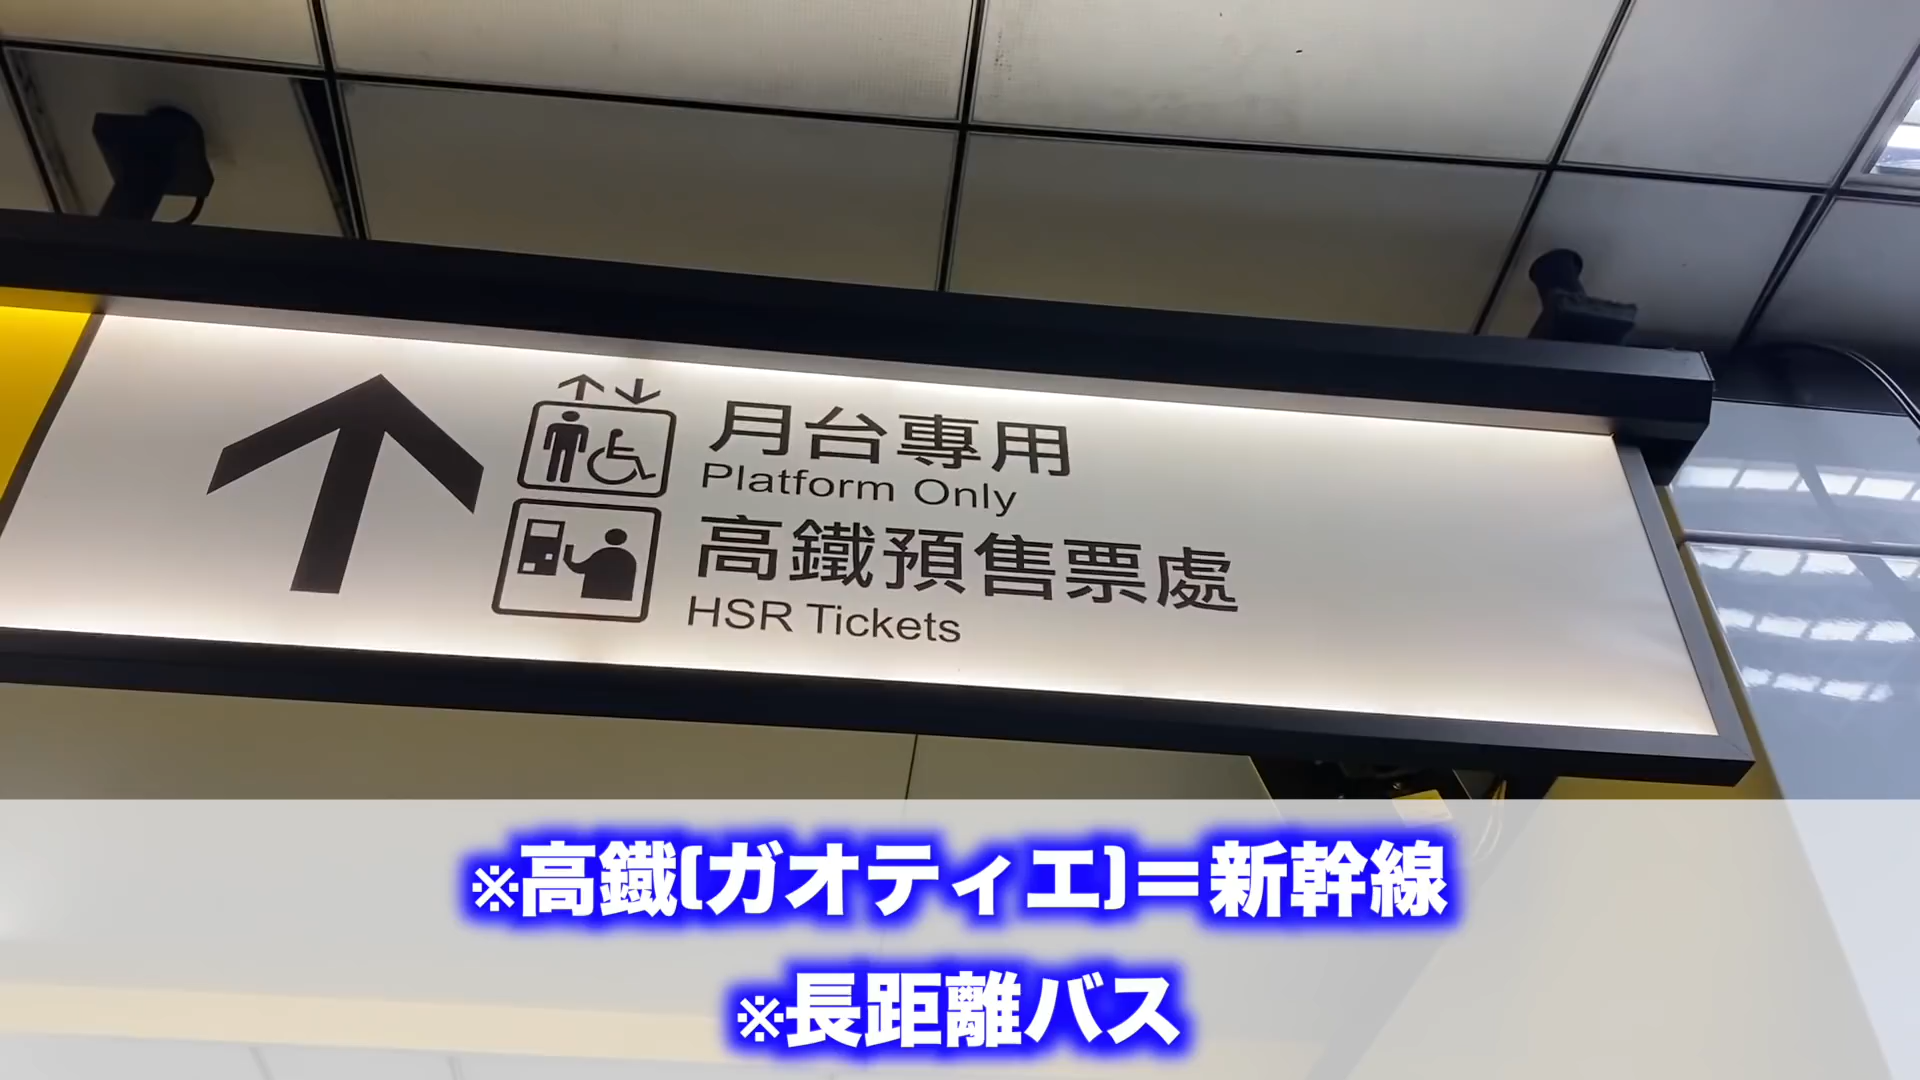 月台專用
Platform Only
高鐵預售票處
HSR Tickets
※高鐵(ガオティエ)=新幹線
※長距離バス